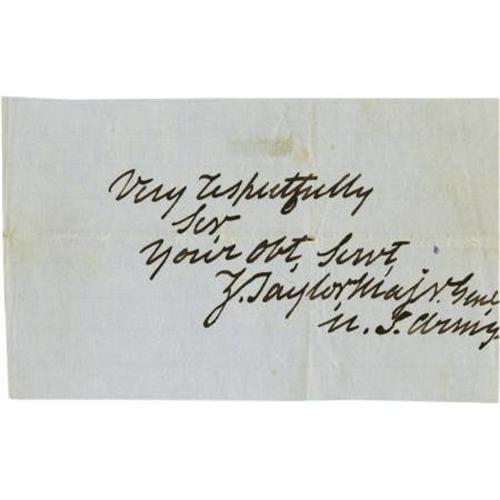 Very respectfully
Sir,
Your obt, Servt,
Z. Taylor Majr. Genl
U. S. Army.